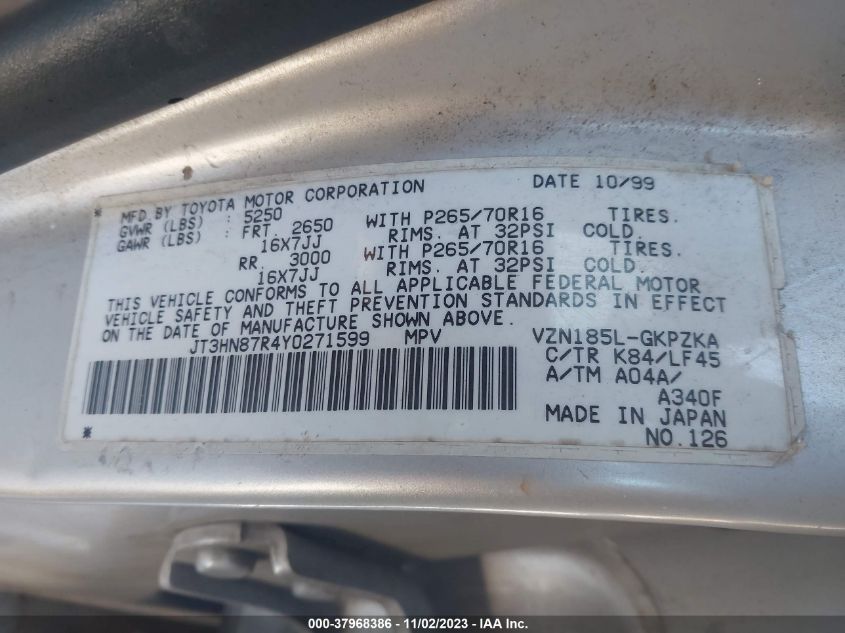 MFD. BY TOYOTA MOTOR CORPORATION DATE 10/99
GVWR (LBS) : 5250
GAWR (LBS) : FRT. 2650 WITH P265/70R16 TIRES.
16X7JJ RIMS. AT 32PSI COLD.
RR. 3000 WITH P265/70R16 TIRES.
16X7JJ RIMS. AT 32PSI COLD.
THIS VEHICLE CONFORMS TO ALL APPLICABLE FEDERAL MOTOR
VEHICLE SAFETY AND THEFT PREVENTION STANDARDS IN EFFECT
ON THE DATE OF MANUFACTURE SHOWN ABOVE.
JT3HN87R4Y0271599 MPV VZN185L-GKPZKA
C/TR K84/LF45
A/TM A04A/
A340F
MADE IN JAPAN
NO.126
000-37968386 - 11/02/2023 - WWW.IAAI.COM INC.